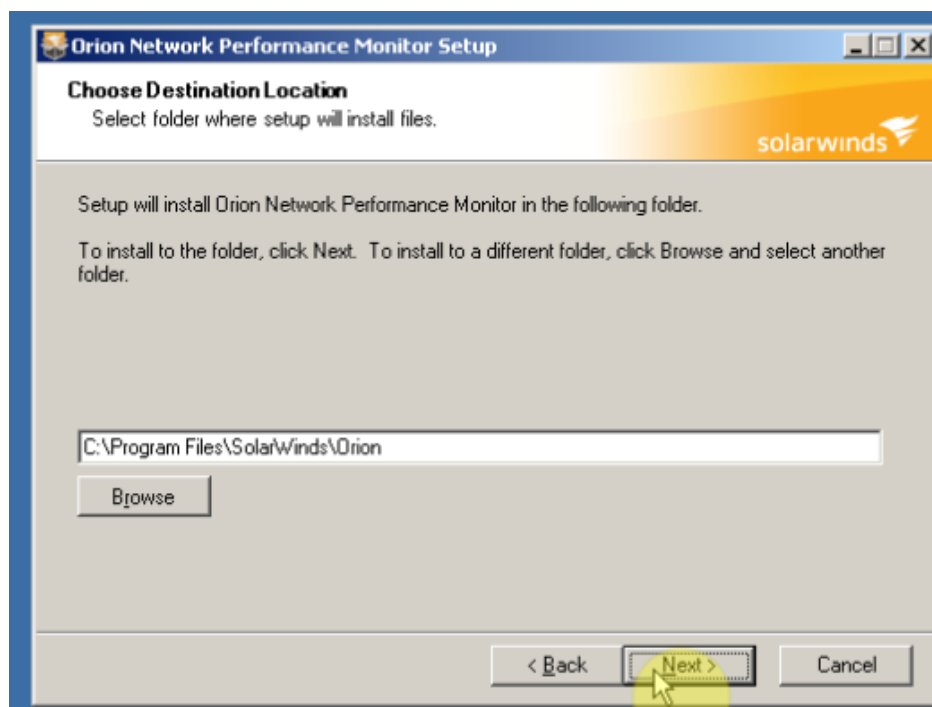 Orion Network Performance Monitor Setup
Choose Destination Location
Select folder where setup will install files.
solarwinds
Setup will install Orion Network Performance Monitor in the following folder.
To install to the folder, click Next. To install to a different folder, click Browse and select another
folder.
C:\Program Files\SolarWinds\Orion
Browse
< Back
Next >
Cancel